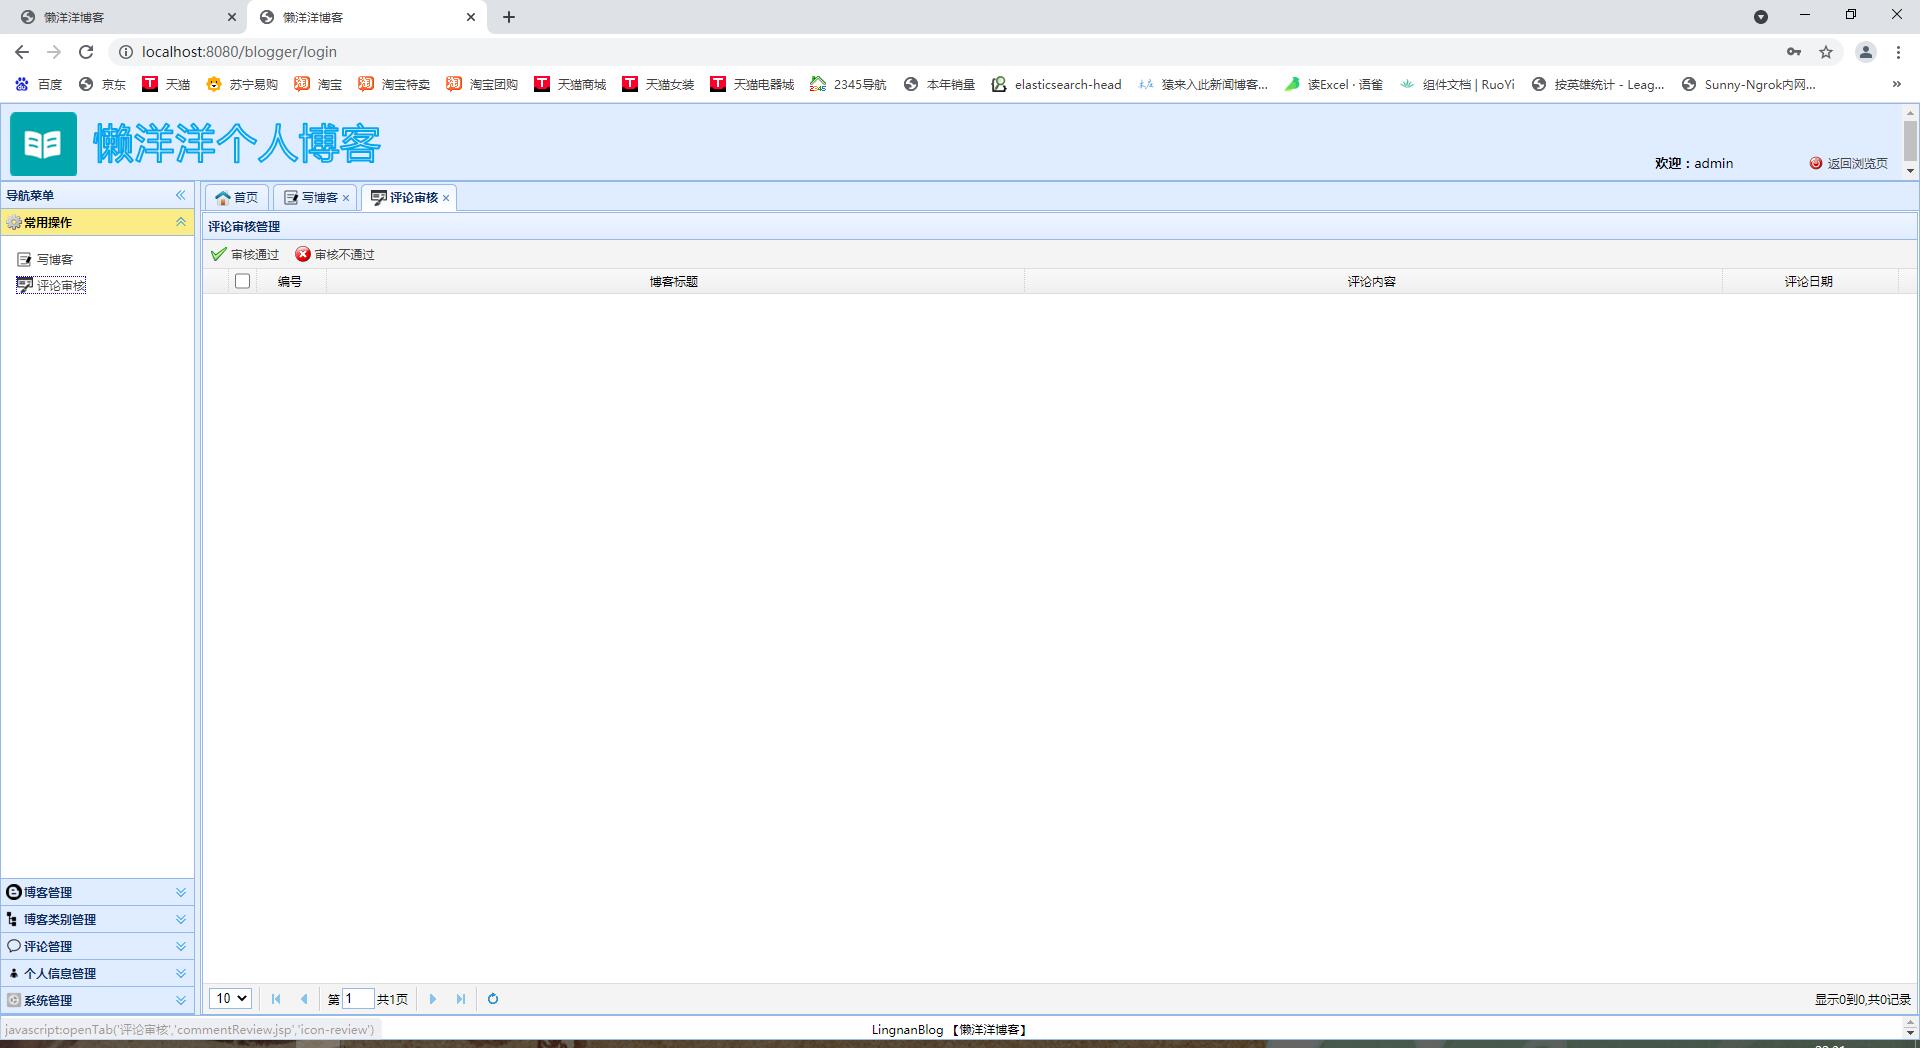 懒洋洋博客
懒洋洋博客
localhost:8080/blogger/login
百度 京东 天猫 苏宁易购 淘宝 淘宝特卖 淘宝团购 天猫商城 天猫女装 天猫电器城 2345导航 本年销量 elasticsearch-head 猿来入此新闻博客... 读Excel · 语雀 组件文档 | RuoYi 按英雄统计 - Leag... Sunny-Ngrok内网...
懒洋洋个人博客
欢迎：admin 返回浏览页
导航菜单
常用操作
写博客
评论审核
首页 写博客 评论审核
评论审核管理
审核通过 审核不通过
编号 博客标题 评论内容 评论日期
博客管理
博客类别管理
评论管理
个人信息管理
系统管理
10 第 1 共1页
显示0到0,共0记录
javascript:openTab('评论审核','commentReview.jsp','icon-review')
LingnanBlog 【懒洋洋博客】